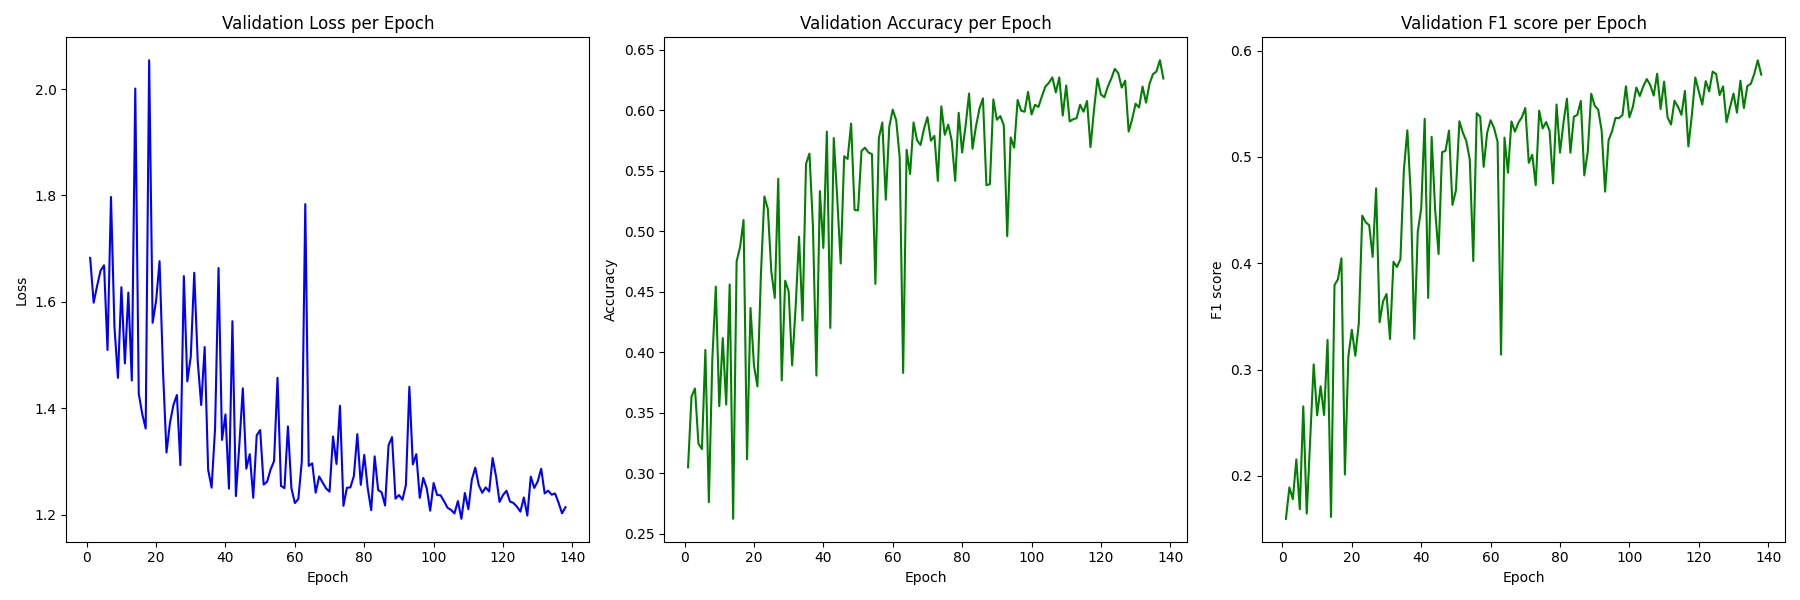 Validation Loss per Epoch
Loss
2.0
1.8
1.6
1.4
1.2
0 20 40 60 80 100 120 140
Epoch
Validation Accuracy per Epoch
Accuracy
0.65
0.60
0.55
0.50
0.45
0.40
0.35
0.30
0.25
0 20 40 60 80 100 120 140
Epoch
Validation F1 score per Epoch
F1 score
0.6
0.5
0.4
0.3
0.2
0 20 40 60 80 100 120 140
Epoch